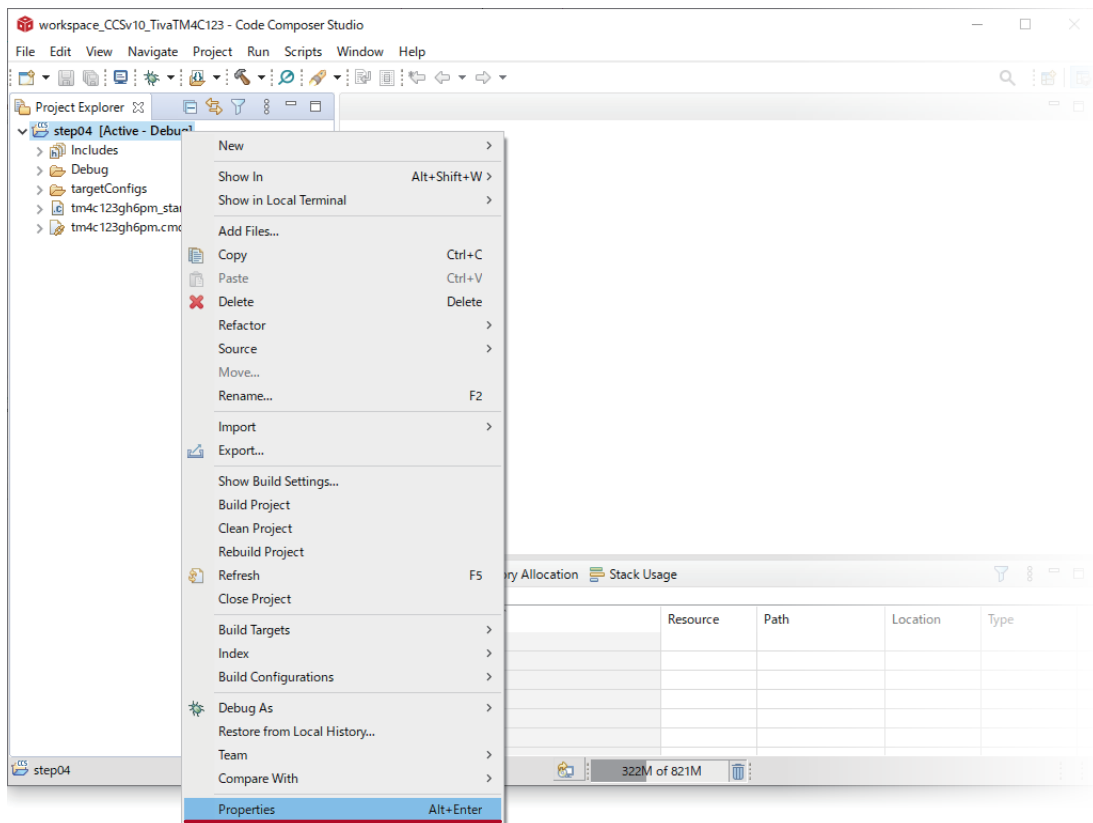 workspace_CCSv10_TivaTM4C123 - Code Composer Studio
File Edit View Navigate Project Run Scripts Window Help
Project Explorer
step04 [Active - Debug]
Includes
Debug
targetConfigs
tm4c123gh6pm_star
tm4c123gh6pm.cmd
New
Show In Alt+Shift+W >
Show in Local Terminal
Add Files...
Copy Ctrl+C
Paste Ctrl+V
Delete Delete
Refactor
Source
Move...
Rename... F2
Import
Export...
Show Build Settings...
Build Project
Clean Project
Rebuild Project
Refresh F5
Close Project
Build Targets
Index
Build Configurations
Debug As
Restore from Local History...
Team
Compare With
Properties Alt+Enter
ory Allocation Stack Usage
Resource Path Location Type
step04
322M of 821M